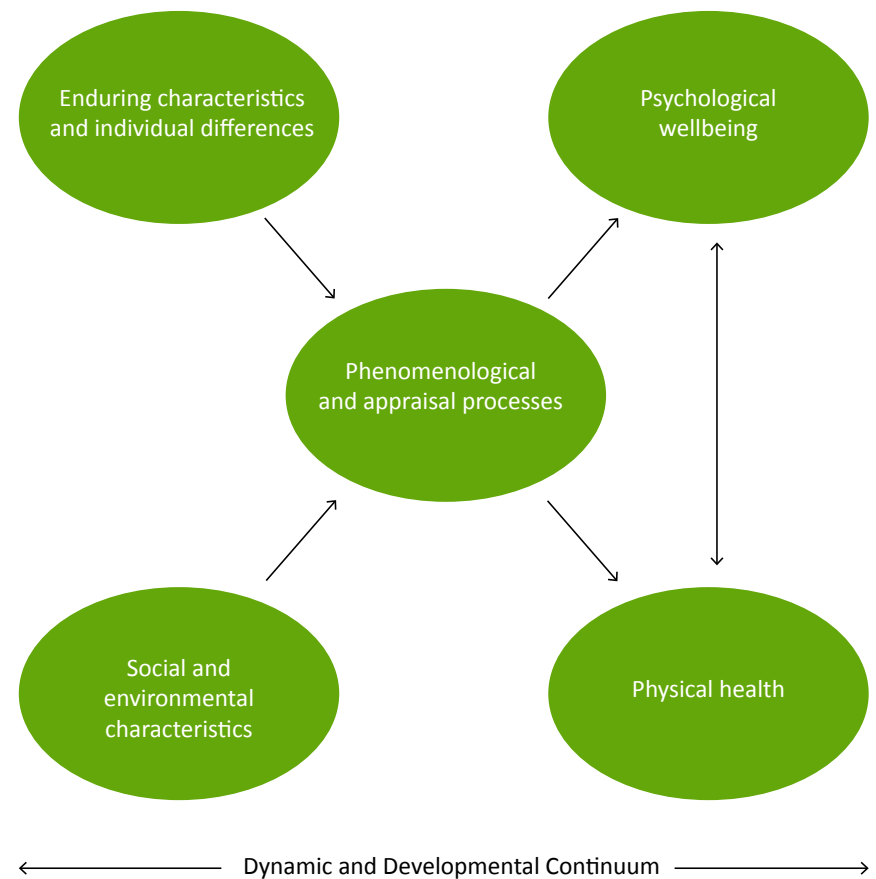 Enduring characteristics
and individual differences
Psychological
wellbeing
Phenomenological
and appraisal processes
Social and
environmental
characteristics
Physical health
Dynamic and Developmental Continuum